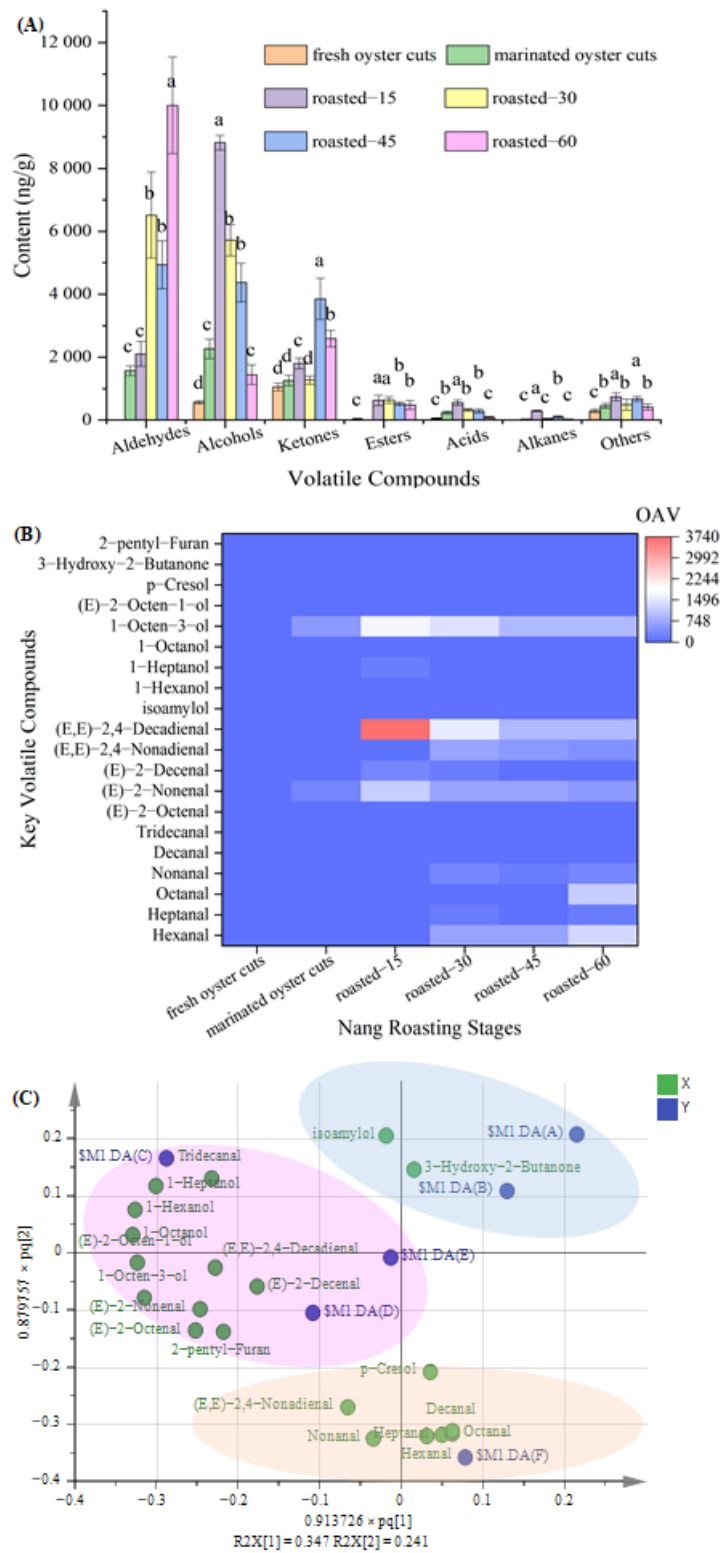 (A)
12 000
10 000
8 000
6 000
4 000
2 000
0
Content (ng/g)
fresh oyster cuts
marinated oyster cuts
roasted−15
roasted−30
roasted−45
roasted−60
c c b b a
d c a b b c
d d c d a b
c a a b b
c b a b b c
c a c b c
c b a b a b
Aldehydes
Alcohols
Ketones
Esters
Acids
Alkanes
Others
Volatile Compounds
(B)
OAV
3740
2992
2244
1496
748
0
Key Volatile Compounds
2−pentyl−Furan
3−Hydroxy−2−Butanone
p−Cresol
(E)−2−Octen−1−ol
1−Octen−3−ol
1−Octanol
1−Heptanol
1−Hexanol
isoamylol
(E,E)−2,4−Decadienal
(E,E)−2,4−Nonadienal
(E)−2−Decenal
(E)−2−Nonenal
(E)−2−Octenal
Tridecanal
Decanal
Nonanal
Octanal
Heptanal
Hexanal
fresh oyster cuts
marinated oyster cuts
roasted−15
roasted−30
roasted−45
roasted−60
Nang Roasting Stages
(C)
X
Y
0.2
0.1
0
−0.1
−0.2
−0.3
−0.4
isoamylol
$M1.DA(A)
3−Hydroxy−2−Butanone
$M1.DA(B)
$M1.DA(C)
Tridecanal
1−Heptanol
1−Hexanol
1−Octanol
(E)-2−Octen−1−ol
(E,E)−2,4−Decadienal
$M1.DA(E)
1−Octen−3−ol
(E)−2−Decenal
(E)−2−Nonenal
$M1.DA(D)
(E)−2−Octenal
2−pentyl−Furan
p−Cresol
(E,E)−2,4−Nonadienal
Decanal
Nonanal
Heptanal
Octanal
Hexanal
$M1.DA(F)
−0.4
−0.3
−0.2
−0.1
0
0.1
0.2
0.913726 × pq[1]
R2X[1] = 0.347 R2X[2] = 0.241